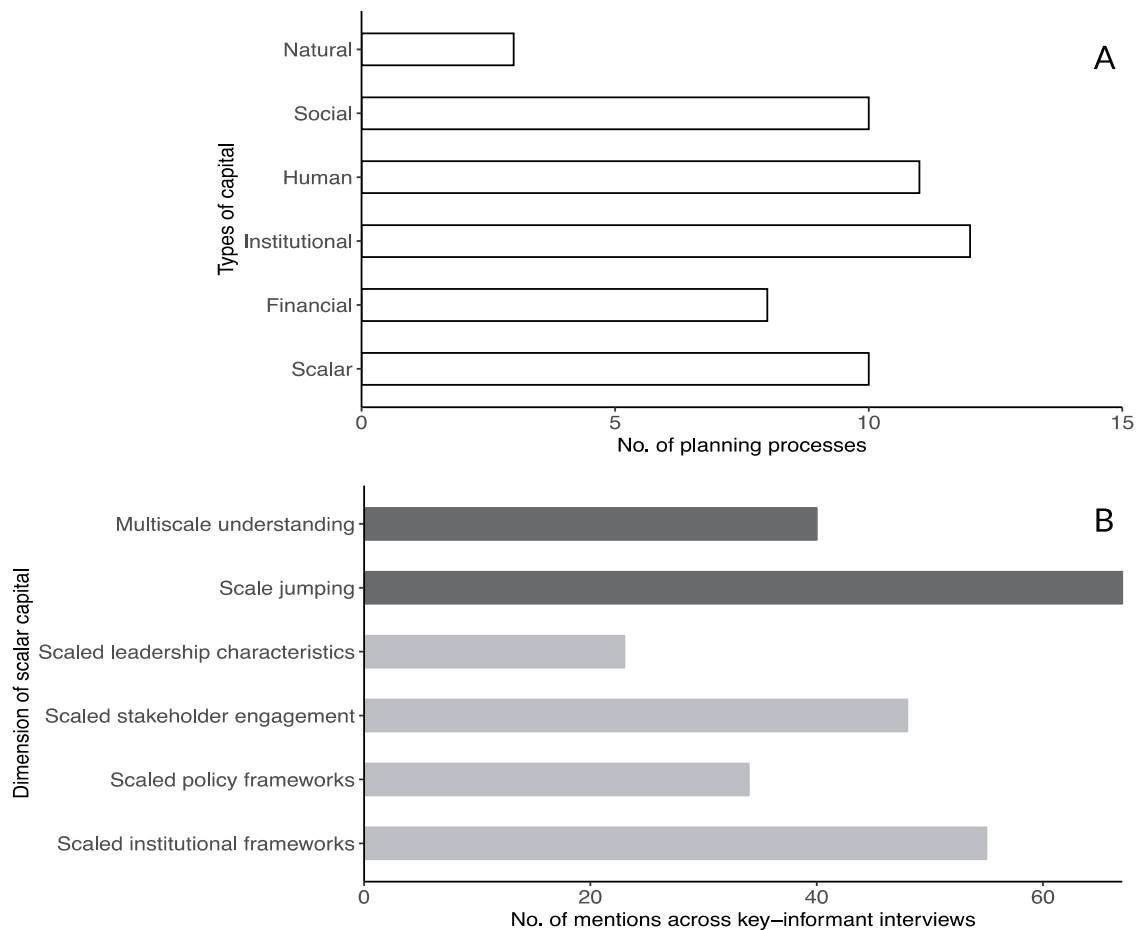 A
Types of capital
Natural
Social
Human
Institutional
Financial
Scalar
0 5 10 15
No. of planning processes
B
Dimension of scalar capital
Multiscale understanding
Scale jumping
Scaled leadership characteristics
Scaled stakeholder engagement
Scaled policy frameworks
Scaled institutional frameworks
0 20 40 60
No. of mentions across key–informant interviews